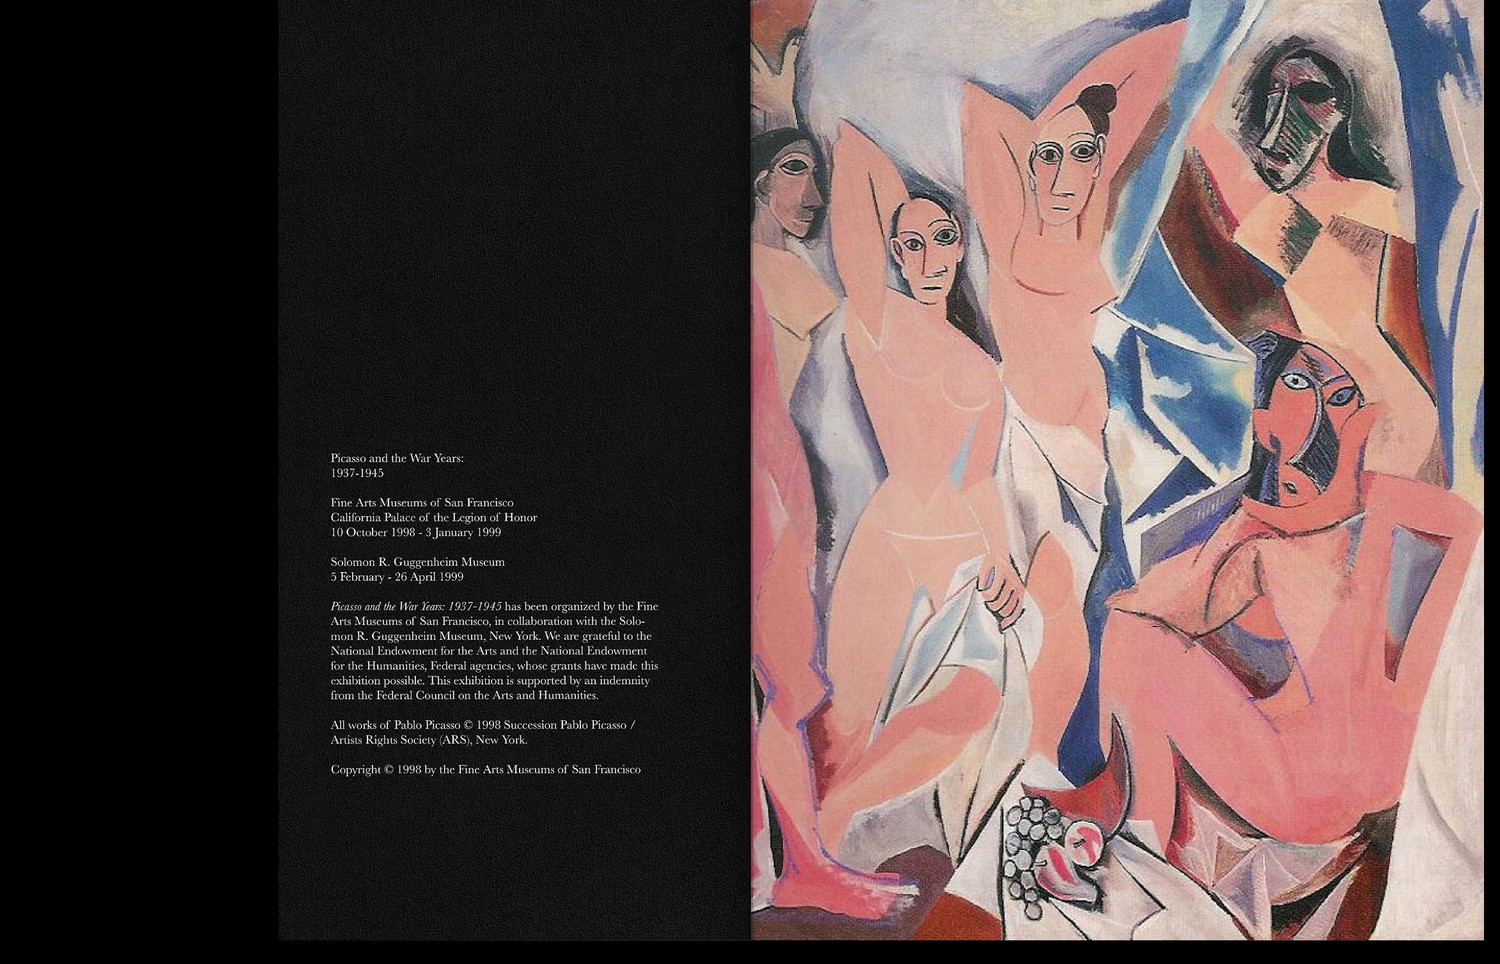 Picasso and the War Years:
1937-1945
Fine Arts Museums of San Francisco
California Palace of the Legion of Honor
10 October 1998 - 3 January 1999
Solomon R. Guggenheim Museum
5 February - 26 April 1999
Picasso and the War Years: 1937-1945 has been organized by the Fine
Arts Museums of San Francisco, in collaboration with the Solo-
mon R. Guggenheim Museum, New York. We are grateful to the
National Endowment for the Arts and the National Endowment
for the Humanities, Federal agencies, whose grants have made this
exhibition possible. This exhibition is supported by an indemnity
from the Federal Council on the Arts and Humanities.
All works of Pablo Picasso © 1998 Succession Pablo Picasso /
Artists Rights Society (ARS), New York.
Copyright © 1998 by the Fine Arts Museums of San Francisco